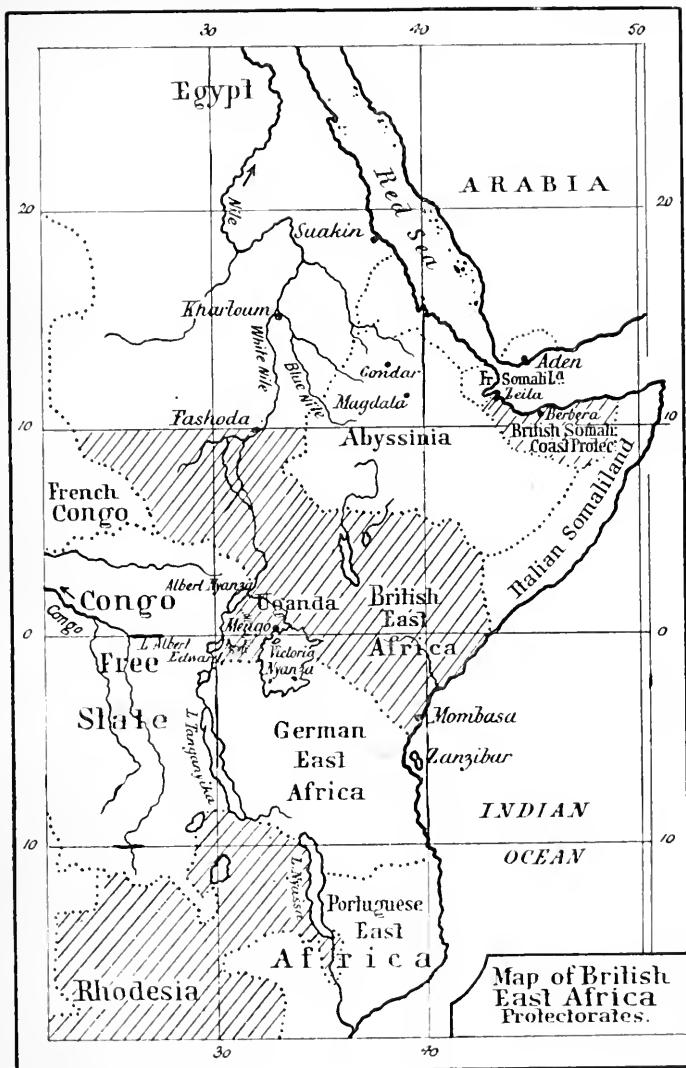 30
40
50
Egypt
Nile
Red Sea
ARABIA
20
20
Suakin
Khartoum
White Nile
Blue Nile
Gondar
Magdala
Aden
Fr. Somali Ld.
Zeila
Berbera
British Somali
Coast Protec.
Fashoda
10
10
Abyssinia
French
Congo
Italian Somaliland
Albert Nyanza
Uganda
Mengo
British
East
Africa
Congo
Congo
Free
State
0
0
L. Albert
Edward
Victoria
Nyanza
L. Tanganyika
German
East
Africa
Mombasa
Zanzibar
INDIAN
OCEAN
10
10
L. Nyassa
Portuguese
East
Africa
Rhodesia
Map of British
East Africa
Protectorates.
30
40